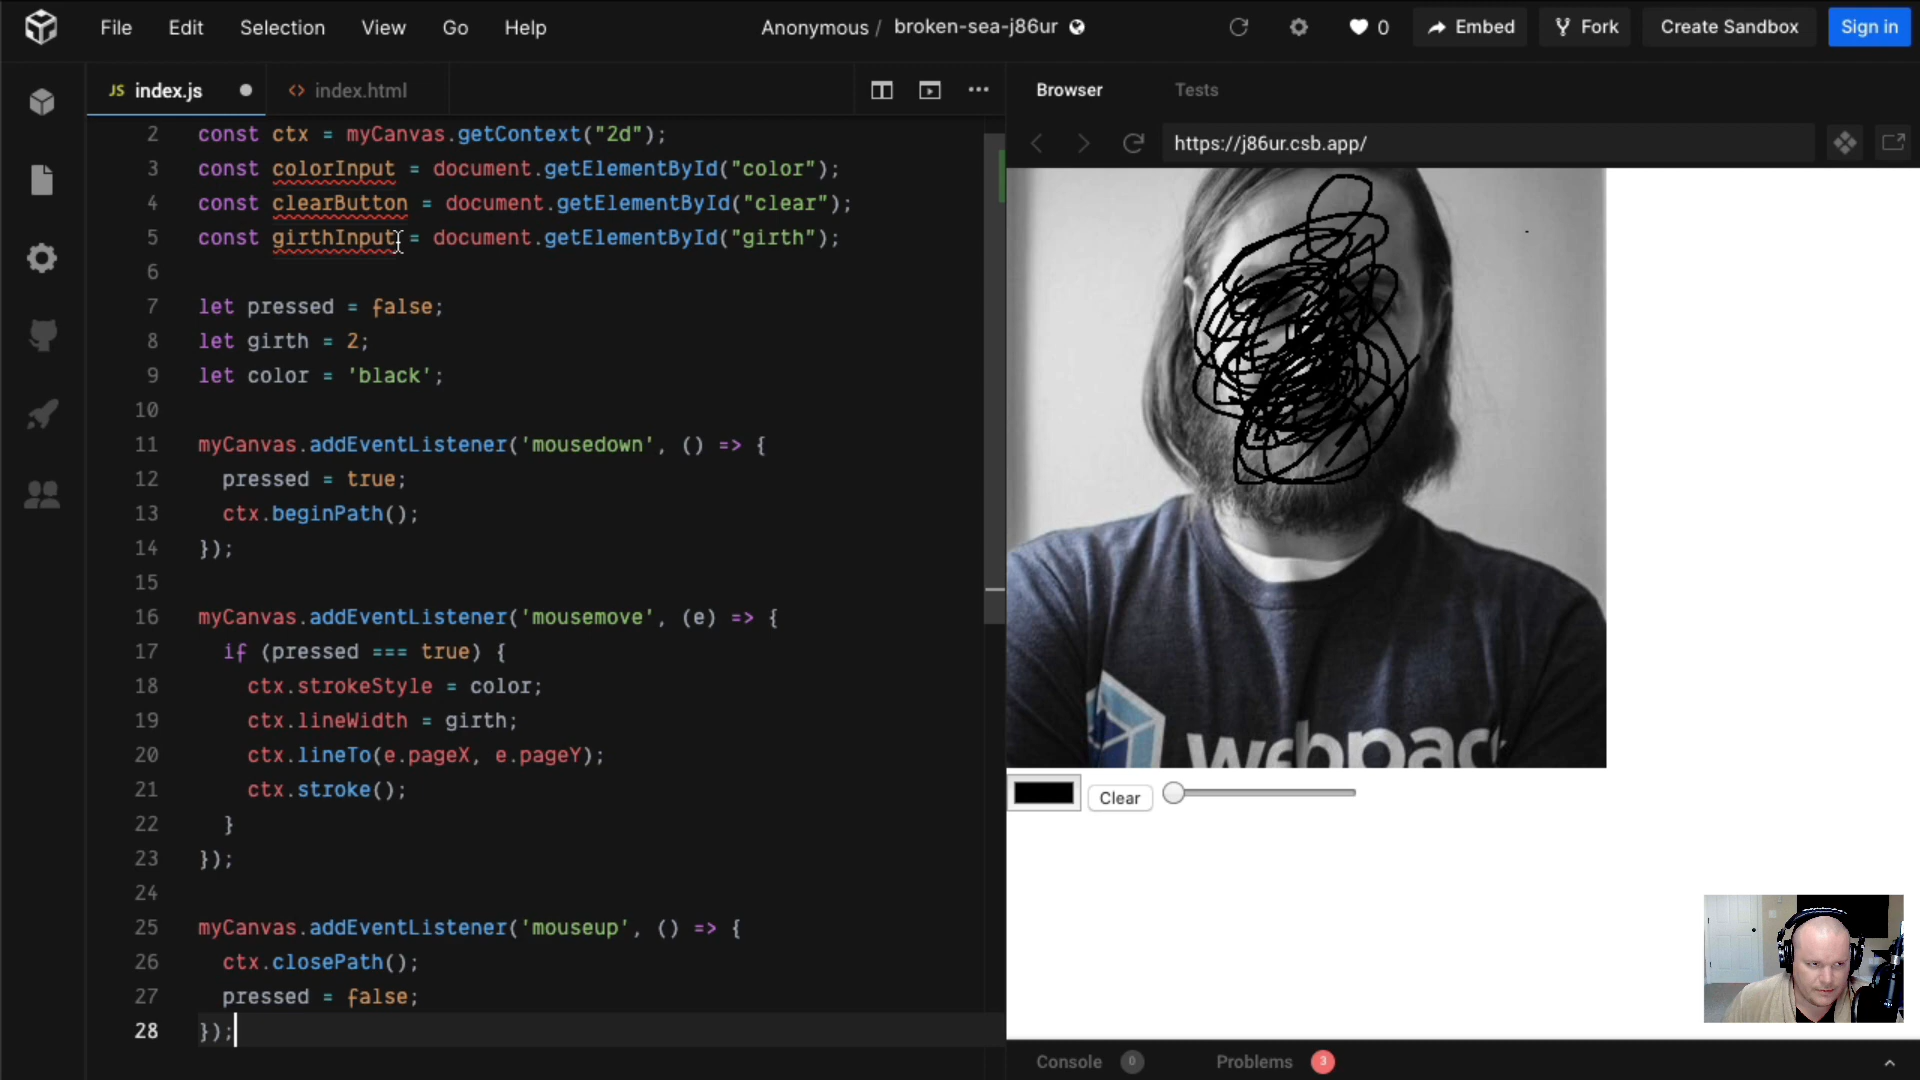 File Edit Selection View Go Help
Anonymous / broken-sea-j86ur
0 Embed Fork Create Sandbox Sign in
JS index.js
<> index.html
Browser Tests
https://j86ur.csb.app/
2 const ctx = myCanvas.getContext("2d");
3 const colorInput = document.getElementById("color");
4 const clearButton = document.getElementById("clear");
5 const girthInput = document.getElementById("girth");
6
7 let pressed = false;
8 let girth = 2;
9 let color = 'black';
10
11 myCanvas.addEventListener('mousedown', () => {
12 pressed = true;
13 ctx.beginPath();
14 });
15
16 myCanvas.addEventListener('mousemove', (e) => {
17 if (pressed === true) {
18 ctx.strokeStyle = color;
19 ctx.lineWidth = girth;
20 ctx.lineTo(e.pageX, e.pageY);
21 ctx.stroke();
22 }
23 });
24
25 myCanvas.addEventListener('mouseup', () => {
26 ctx.closePath();
27 pressed = false;
28 });
webpack
Clear
Console 0 Problems 3